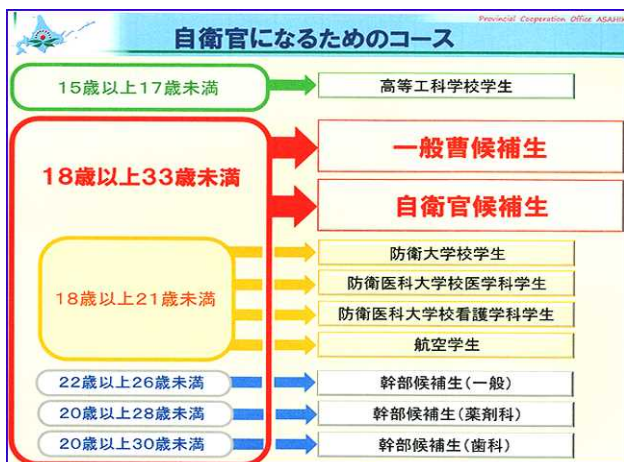 Provincial Cooperation Office ASAHIK
自衛官になるためのコース
15歳以上17歳未満
高等工科学校学生
18歳以上33歳未満
一般曹候補生
自衛官候補生
18歳以上21歳未満
防衛大学校学生
防衛医科大学校医学科学生
防衛医科大学校看護学科学生
航空学生
22歳以上26歳未満
幹部候補生(一般)
20歳以上28歳未満
幹部候補生(薬剤科)
20歳以上30歳未満
幹部候補生(歯科)